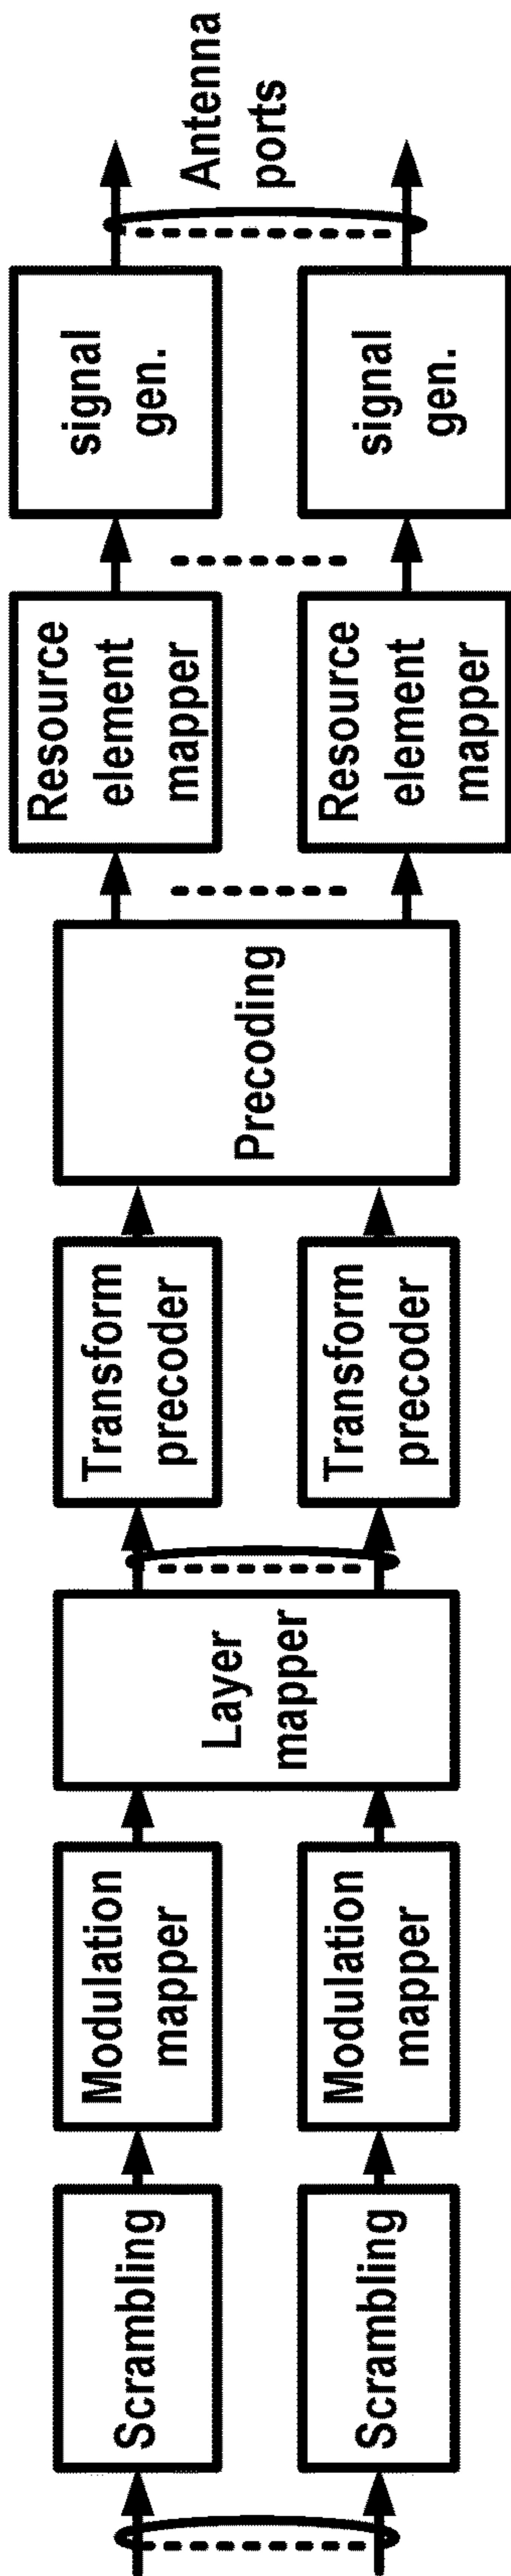 Scrambling
Scrambling
Modulation
mapper
Modulation
mapper
Layer
mapper
Transform
precoder
Transform
precoder
Precoding
Resource
element
mapper
Resource
element
mapper
signal
gen.
signal
gen.
Antenna
ports